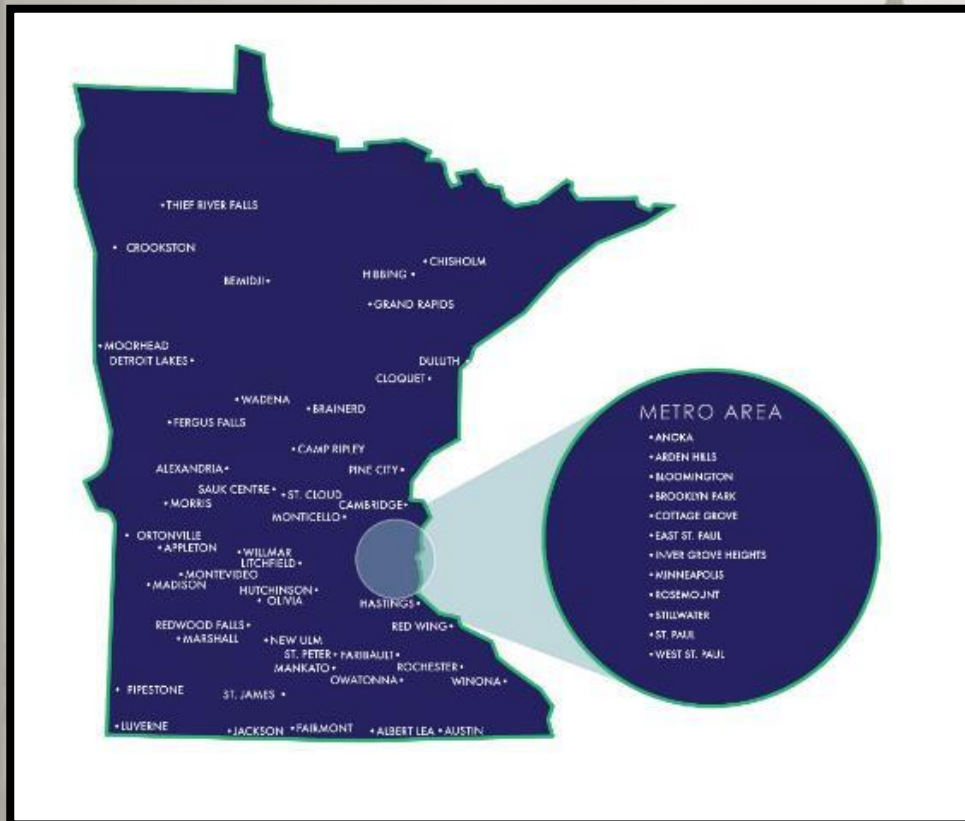 THIEF RIVER FALLS
CROOKSTON
CHISHOLM
HIBBING
BEMIDJI
GRAND RAPIDS
MOORHEAD
DETROIT LAKES
DULUTH
CLOQUET
WADENA
BRAINERD
FERGUS FALLS
CAMP RIPLEY
ALEXANDRIA
PINE CITY
SAUK CENTRE
ST. CLOUD
MORRIS
CAMBRIDGE
MONTICELLO
ORTONVILLE
APPLETON
WILLMAR
LITCHFIELD
MONTEVIDEO
MADISON
HUTCHINSON
OLIVIA
HASTINGS
REDWOOD FALLS
RED WING
MARSHALL
NEW ULM
ST. PETER
FARIBAULT
MANKATO
ROCHESTER
OWATONNA
WINONA
PIPESTONE
ST. JAMES
LUVERNE
JACKSON
FAIRMONT
ALBERT LEA
AUSTIN
METRO AREA
• ANOKA
• ARDEN HILLS
• BLOOMINGTON
• BROOKLYN PARK
• COTTAGE GROVE
• EAST ST. PAUL
• INVER GROVE HEIGHTS
• MINNEAPOLIS
• ROSEMOUNT
• STILLWATER
• ST. PAUL
• WEST ST. PAUL